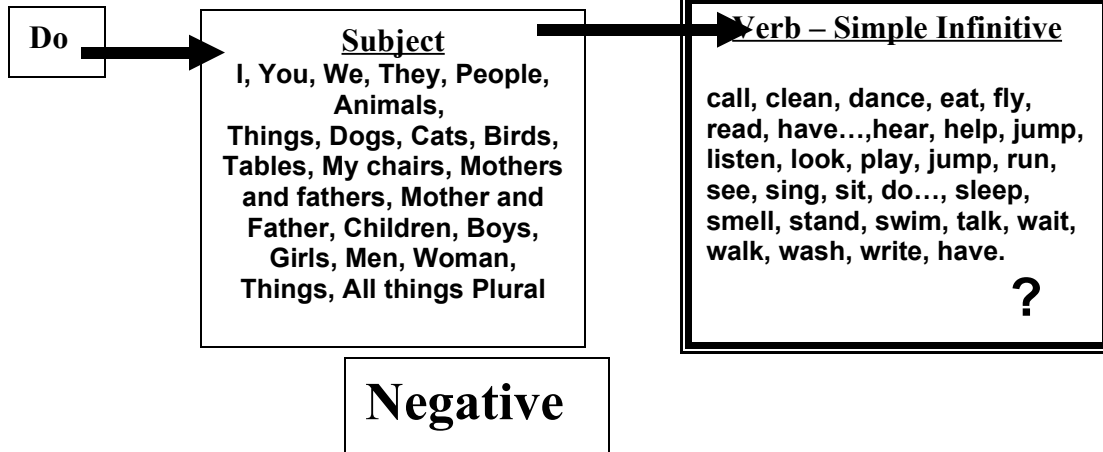 Do
Subject
I, You, We, They, People,
Animals,
Things, Dogs, Cats, Birds,
Tables, My chairs, Mothers
and fathers, Mother and
Father, Children, Boys,
Girls, Men, Woman,
Things, All things Plural
Verb – Simple Infinitive
call, clean, dance, eat, fly,
read, have…,hear, help, jump,
listen, look, play, jump, run,
see, sing, sit, do…, sleep,
smell, stand, swim, talk, wait,
walk, wash, write, have.
?
Negative